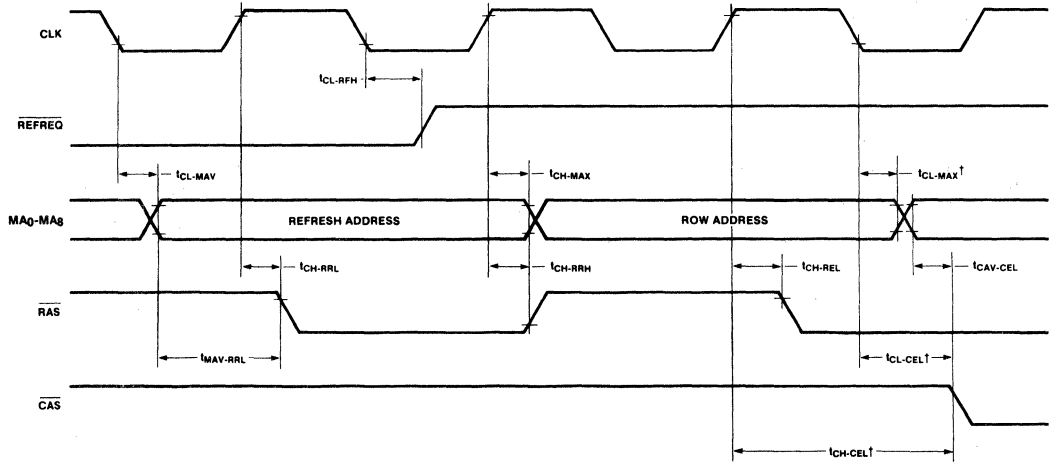 CLK
tCL-RFH
REFREQ
tCL-MAV
tCH-MAX
tCL-MAX†
MA0-MA8
REFRESH ADDRESS
ROW ADDRESS
tCH-RRL
tCH-RRH
tCH-REL
tCAV-CEL
RAS
tMAV-RRL
tCL-CEL†
CAS
tCH-CEL†